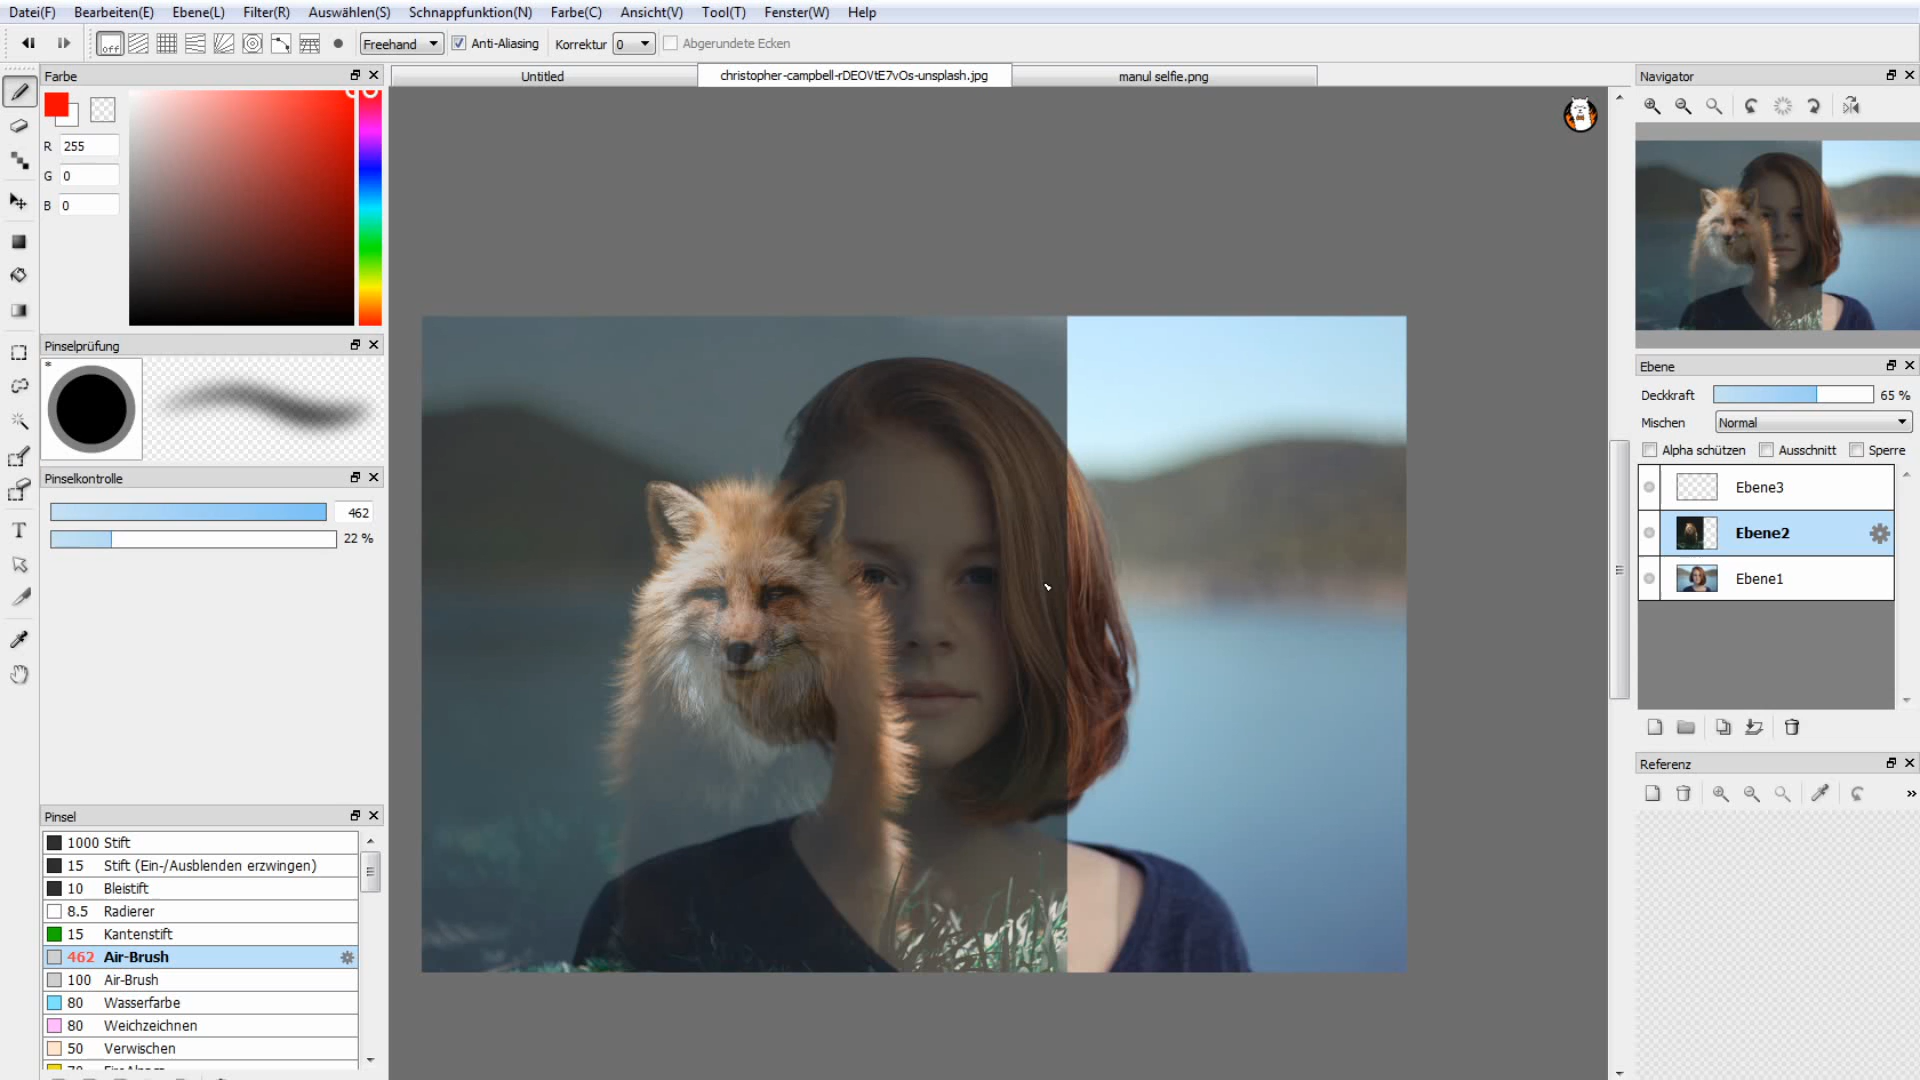 Datei(F) Bearbeiten(E) Ebene(L) Filter(R) Auswählen(S) Schnappfunktion(N) Farbe(C) Ansicht(V) Tool(T) Fenster(W) Help
off Freehand Anti-Aliasing Korrektur 0 Abgerundete Ecken
Farbe
R 255
G 0
B 0
Pinselprüfung
*
Pinselkontrolle
462
22 %
Pinsel
1000 Stift
15 Stift (Ein-/Ausblenden erzwingen)
10 Bleistift
8.5 Radierer
15 Kantenstift
462 Air-Brush
100 Air-Brush
80 Wasserfarbe
80 Weichzeichnen
50 Verwischen
Untitled
christopher-campbell-rDEOVtE7vOs-unsplash.jpg
manul selfie.png
Navigator
Ebene
Deckkraft 65 %
Mischen Normal
Alpha schützen Ausschnitt Sperre
Ebene3
Ebene2
Ebene1
Referenz